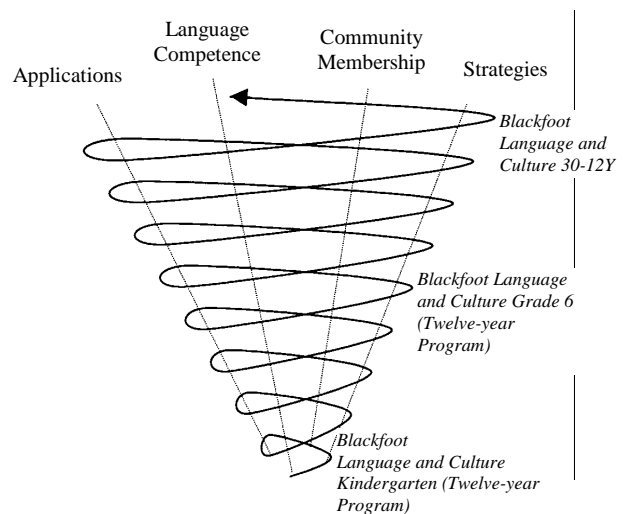 Language
Competence
Community
Membership
Applications
Strategies
Blackfoot
Language and
Culture 30-12Y
Blackfoot Language
and Culture Grade 6
(Twelve-year
Program)
Blackfoot
Language and Culture
Kindergarten (Twelve-year
Program)